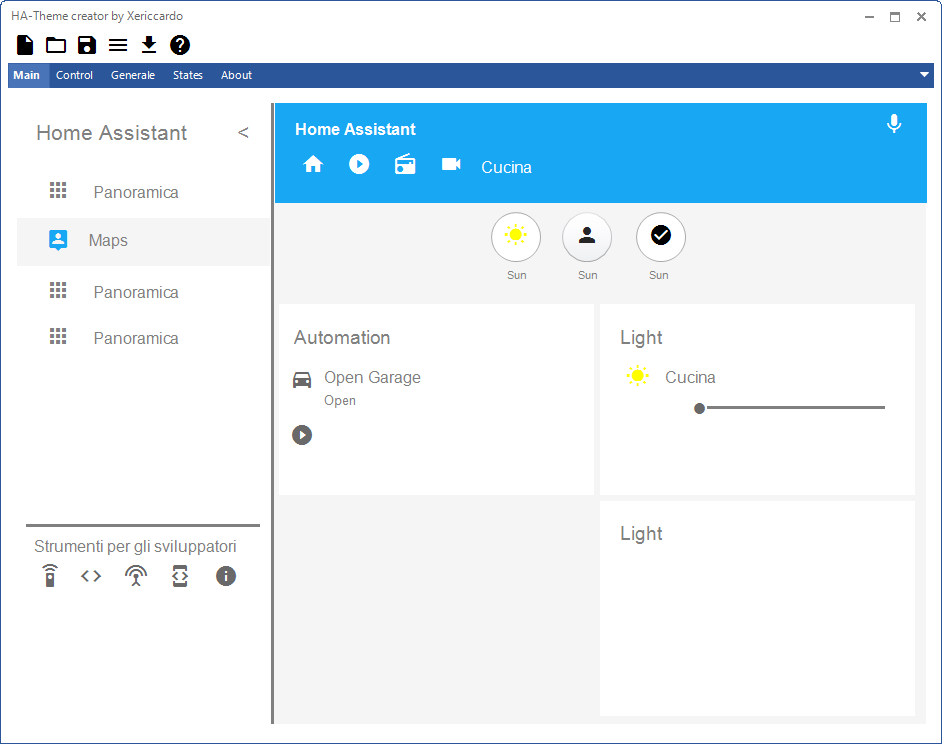 HA-Theme creator by Xericcardo
Main Control Generale States About
Home Assistant <
Panoramica
Maps
Panoramica
Panoramica
Strumenti per gli sviluppatori
Home Assistant
Cucina
Sun Sun Sun
Automation
Open Garage
Open
Light
Cucina
Light